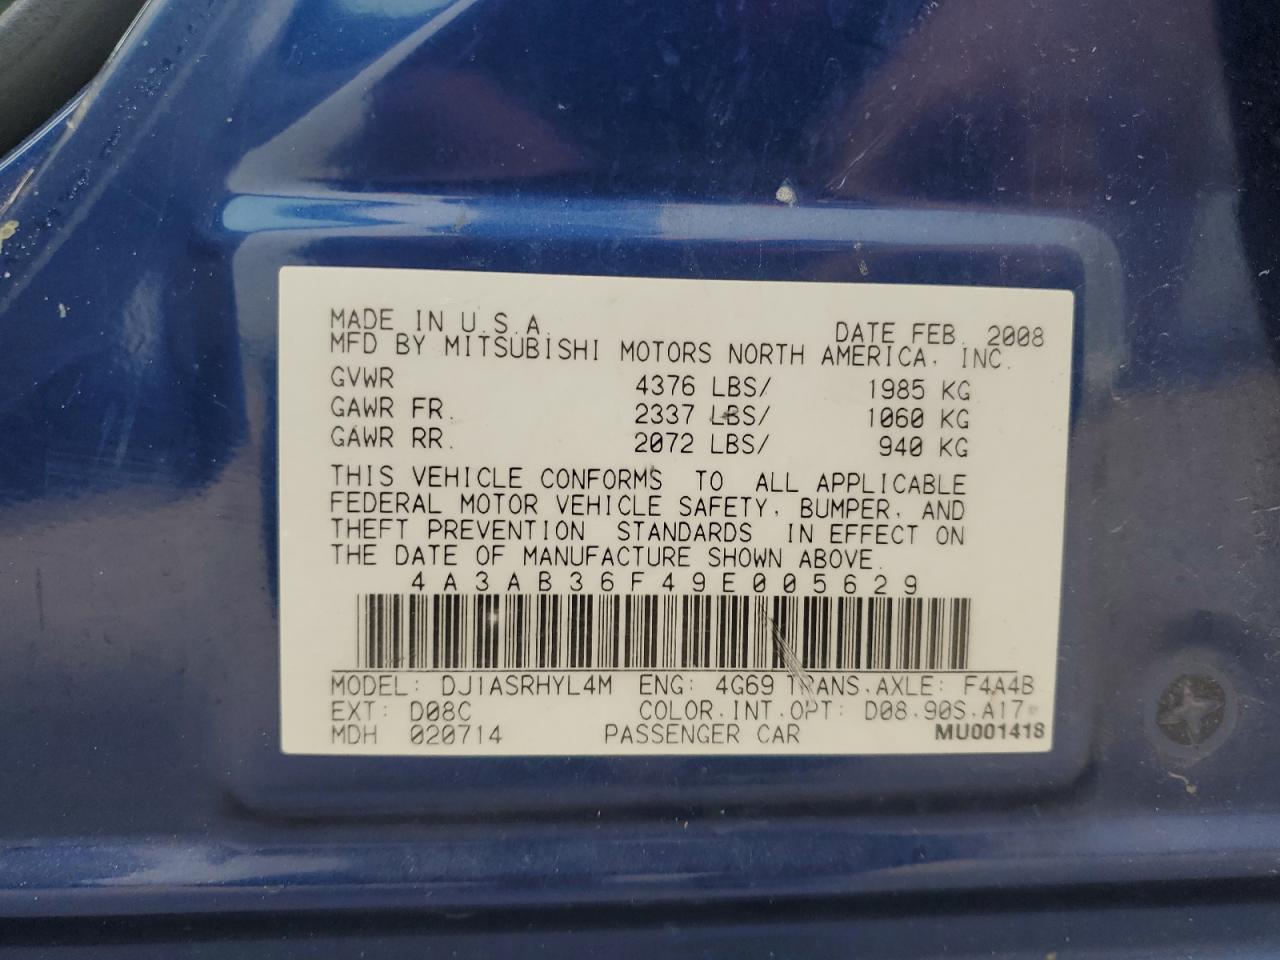 MADE IN U.S.A. DATE FEB. 2008
MFD BY MITSUBISHI MOTORS NORTH AMERICA, INC.
GVWR 4376 LBS/ 1985 KG
GAWR FR. 2337 LBS/ 1060 KG
GAWR RR. 2072 LBS/ 940 KG
THIS VEHICLE CONFORMS TO ALL APPLICABLE
FEDERAL MOTOR VEHICLE SAFETY, BUMPER, AND
THEFT PREVENTION STANDARDS IN EFFECT ON
THE DATE OF MANUFACTURE SHOWN ABOVE.
4A3AB36F49E005629
MODEL: DJ1ASRHYL4M ENG: 4G69 TRANS.AXLE: F4A4B
EXT: D08C COLOR.INT.OPT: D08.90S.A17
MDH 020714 PASSENGER CAR MU001418